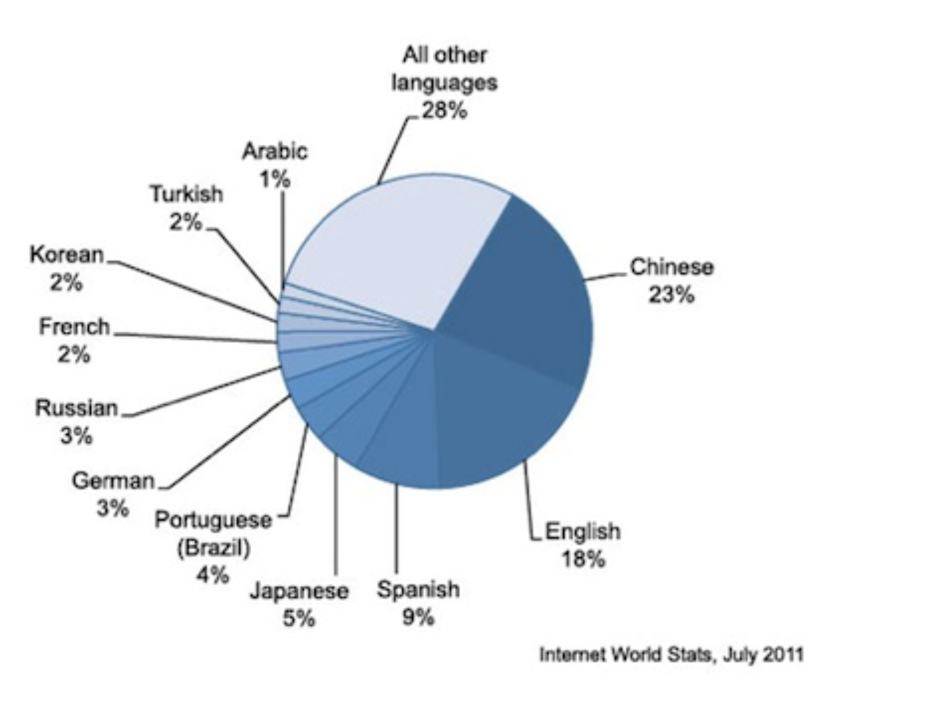 All other
languages
28%
Chinese
23%
English
18%
Spanish
9%
Japanese
5%
Portuguese
(Brazil)
4%
German
3%
Russian
3%
French
2%
Korean
2%
Turkish
2%
Arabic
1%
Internet World Stats, July 2011